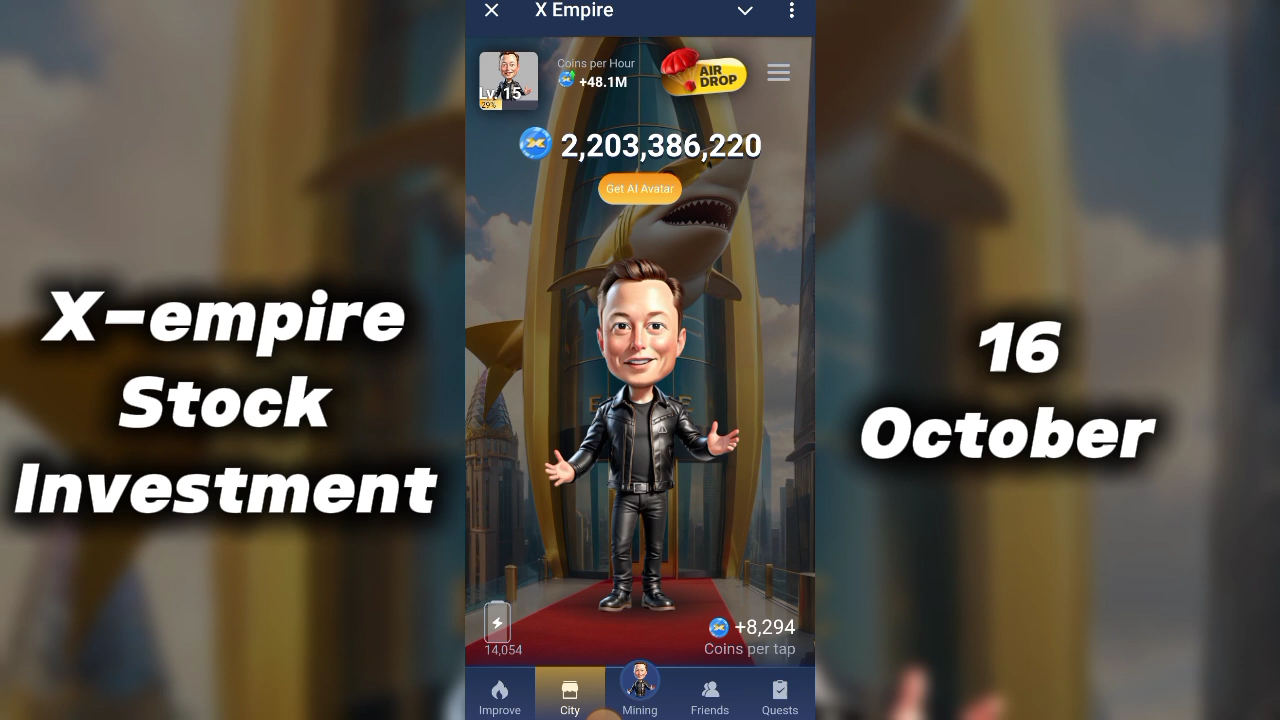 X Empire
Coins per Hour
+48.1M
AIR
DROP
Lv. 15
29%
2,203,386,220
Get AI Avatar
X-empire
Stock
Investment
16
October
+8,294
Coins per tap
14,054
Improve
City
Mining
Friends
Quests